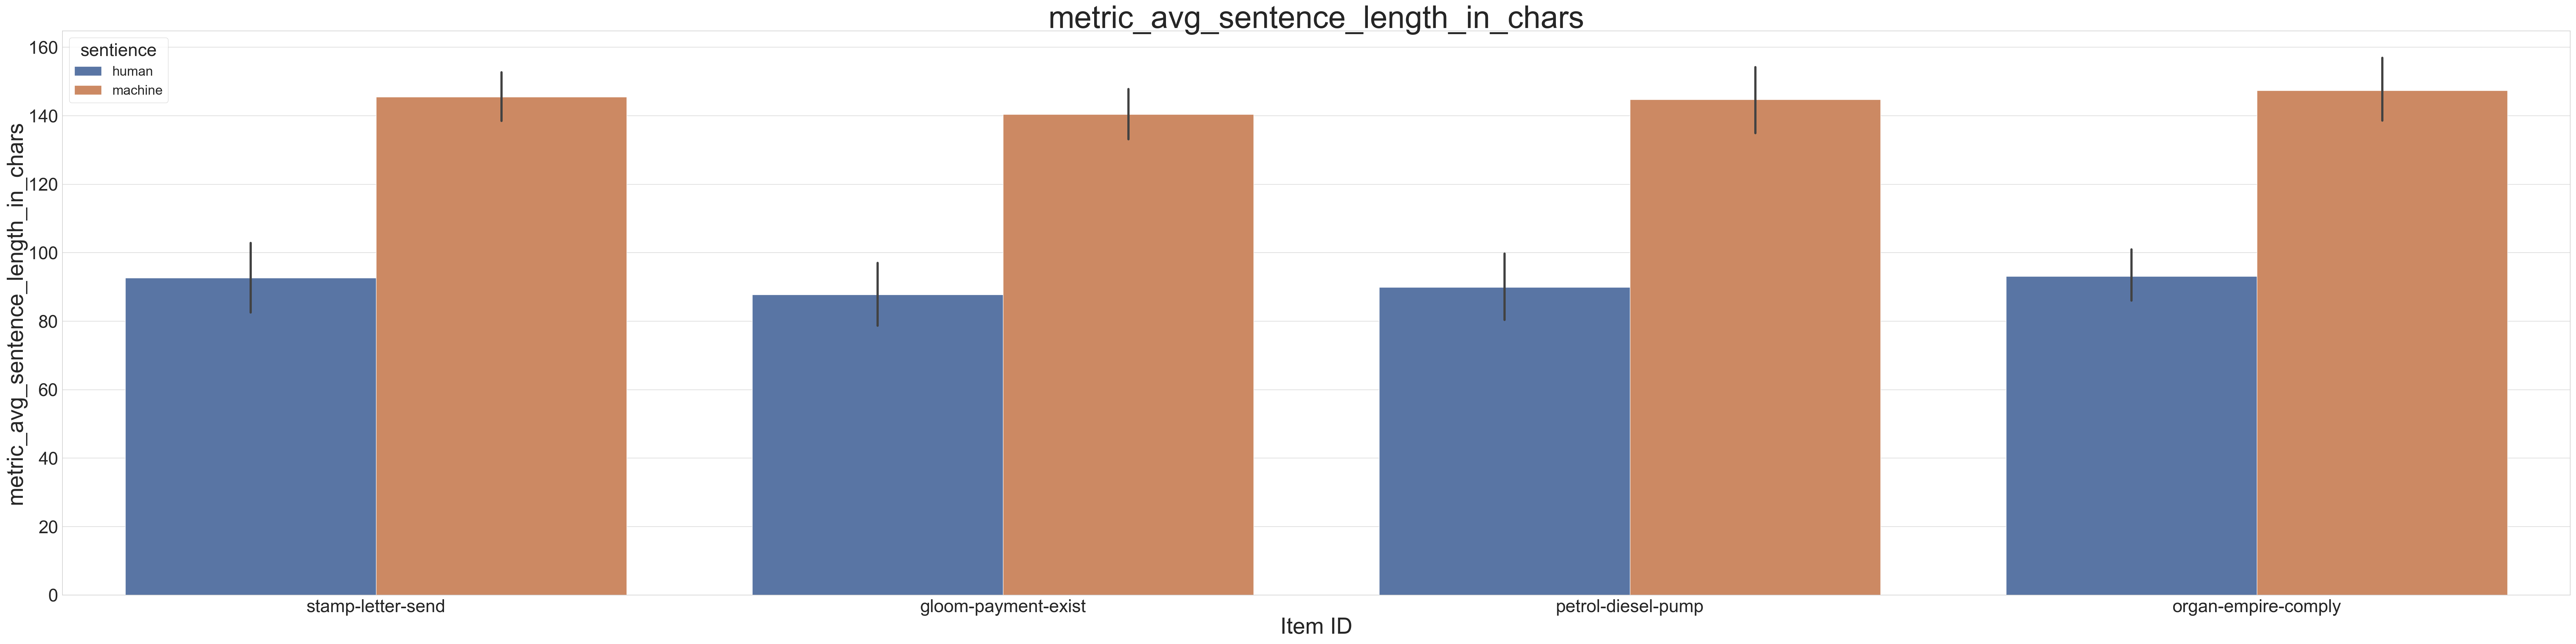 metric_avg_sentence_length_in_chars
sentience
human
machine
metric_avg_sentence_length_in_chars
160
140
120
100
80
60
40
20
0
stamp-letter-send
gloom-payment-exist
petrol-diesel-pump
organ-empire-comply
Item ID